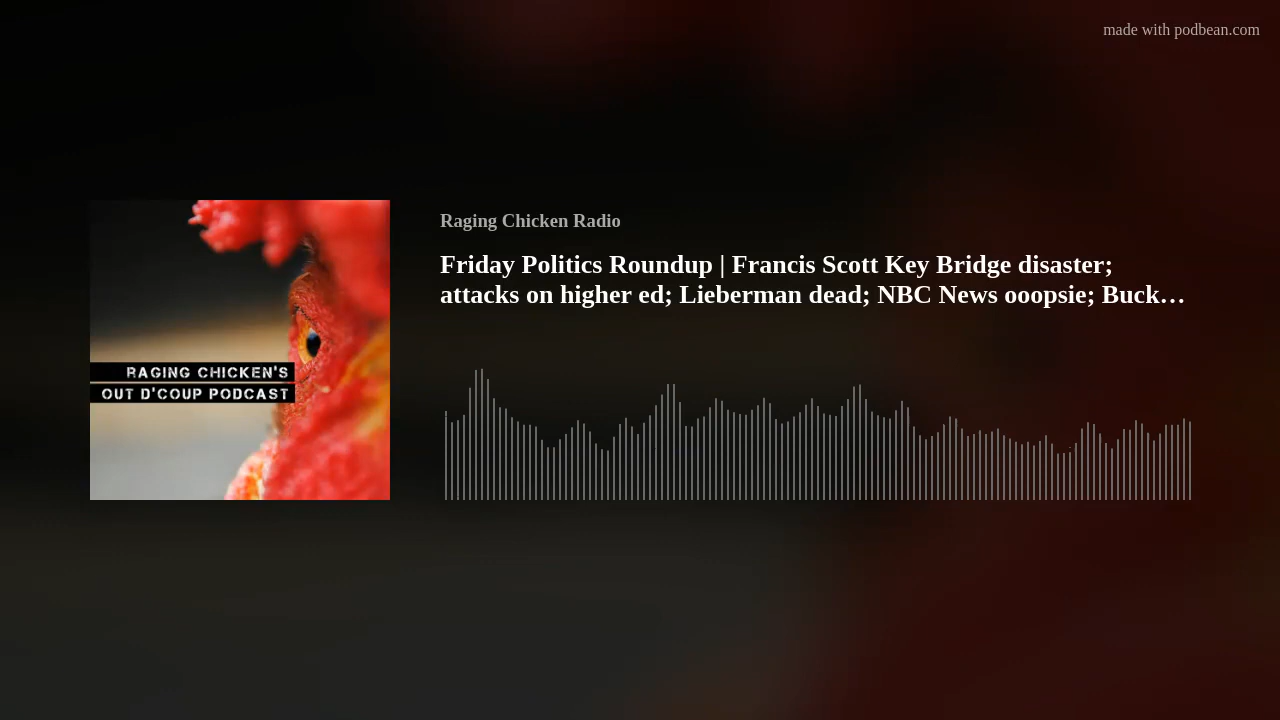 made with podbean.com
Raging Chicken Radio
Friday Politics Roundup | Francis Scott Key Bridge disaster;
attacks on higher ed; Lieberman dead; NBC News ooopsie; Buck…
RAGING CHICKEN'S
OUT D'COUP PODCAST